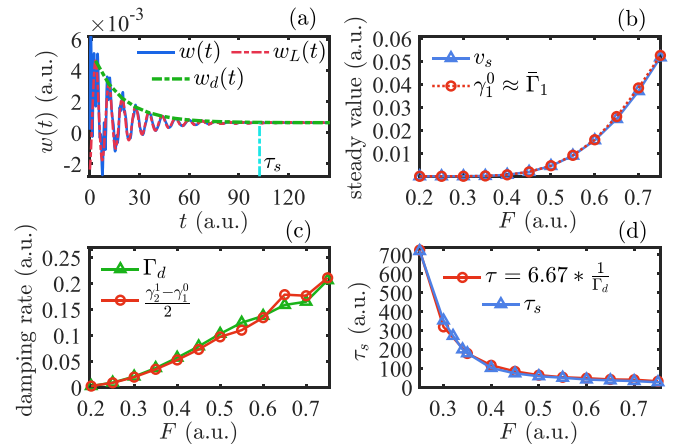 ×10⁻³ (a)
6
4
2
0
-2
w(t) (a.u.)
w(t) w_L(t)
w_d(t)
τ_s
0 30 60 90 120
t (a.u.)
(b)
0.06
0.05
0.04
0.03
0.02
0.01
steady value (a.u.)
v_s
γ₁⁰ ≈ Γ̄₁
0.2 0.3 0.4 0.5 0.6 0.7
F (a.u.)
(c)
0.25
0.2
0.15
0.1
0.05
0
damping rate (a.u.)
Γ_d
(γ₂¹−γ₁⁰)/2
0.2 0.3 0.4 0.5 0.6 0.7
F (a.u.)
(d)
700
600
500
400
300
200
100
0
τ_s (a.u.)
τ = 6.67 * 1/Γ_d
τ_s
0.3 0.4 0.5 0.6 0.7
F (a.u.)